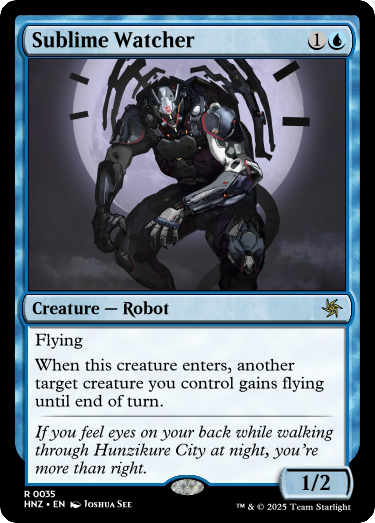 Sublime Watcher 1
Creature — Robot
Flying
When this creature enters, another
target creature you control gains flying
until end of turn.
If you feel eyes on your back while walking
through Hunzikure City at night, you're
more than right.
1/2
R 0035
HNZ • EN Joshua See
™ & © 2025 Team Starlight